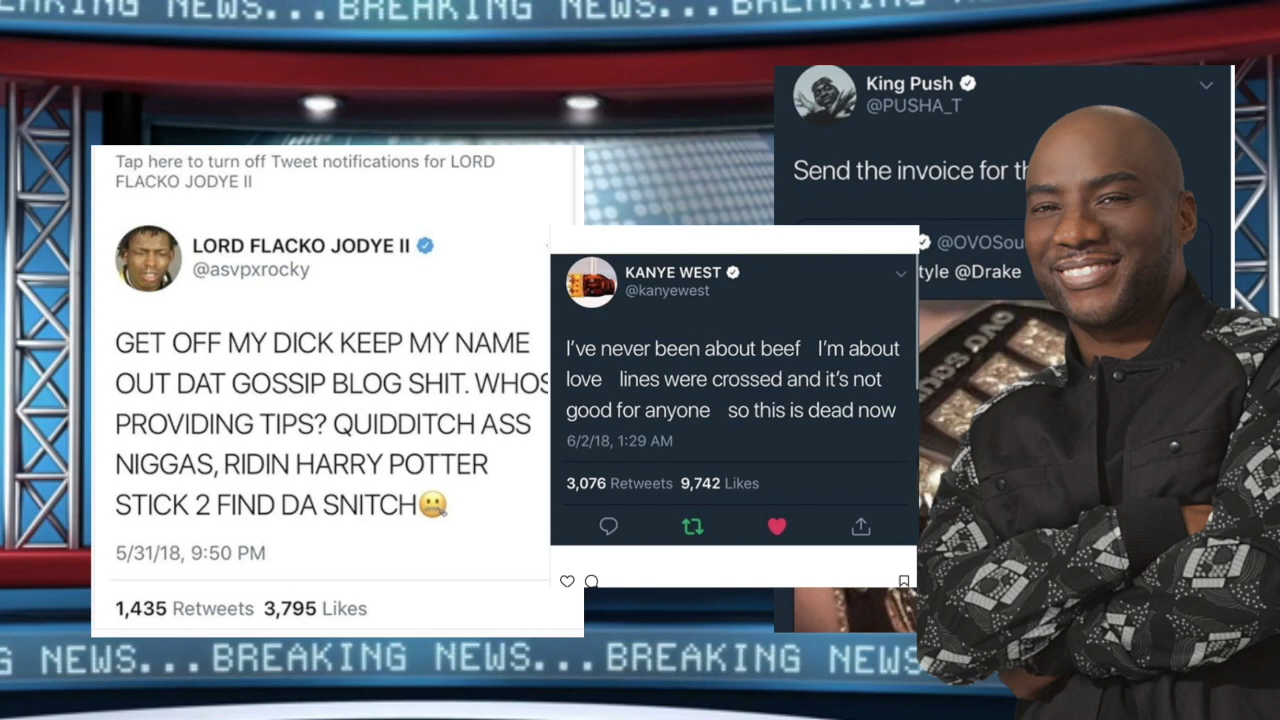 BREAKING NEWS...BREAKING NEWS...BREAKING NEWS
Tap here to turn off Tweet notifications for LORD
FLACKO JODYE II
LORD FLACKO JODYE II
@asvpxrocky
GET OFF MY DICK KEEP MY NAME
OUT DAT GOSSIP BLOG SHIT. WHOS
PROVIDING TIPS? QUIDDITCH ASS
NIGGAS, RIDIN HARRY POTTER
STICK 2 FIND DA SNITCH🤐
5/31/18, 9:50 PM
1,435 Retweets 3,795 Likes
KANYE WEST
@kanyewest
I've never been about beef I'm about
love lines were crossed and it's not
good for anyone so this is dead now
6/2/18, 1:29 AM
3,076 Retweets 9,742 Likes
King Push
@PUSHA_T
Send the invoice for
@OVOSou
tyle @Drake
NEWS...BREAKING NEWS...BREAKING NEWS